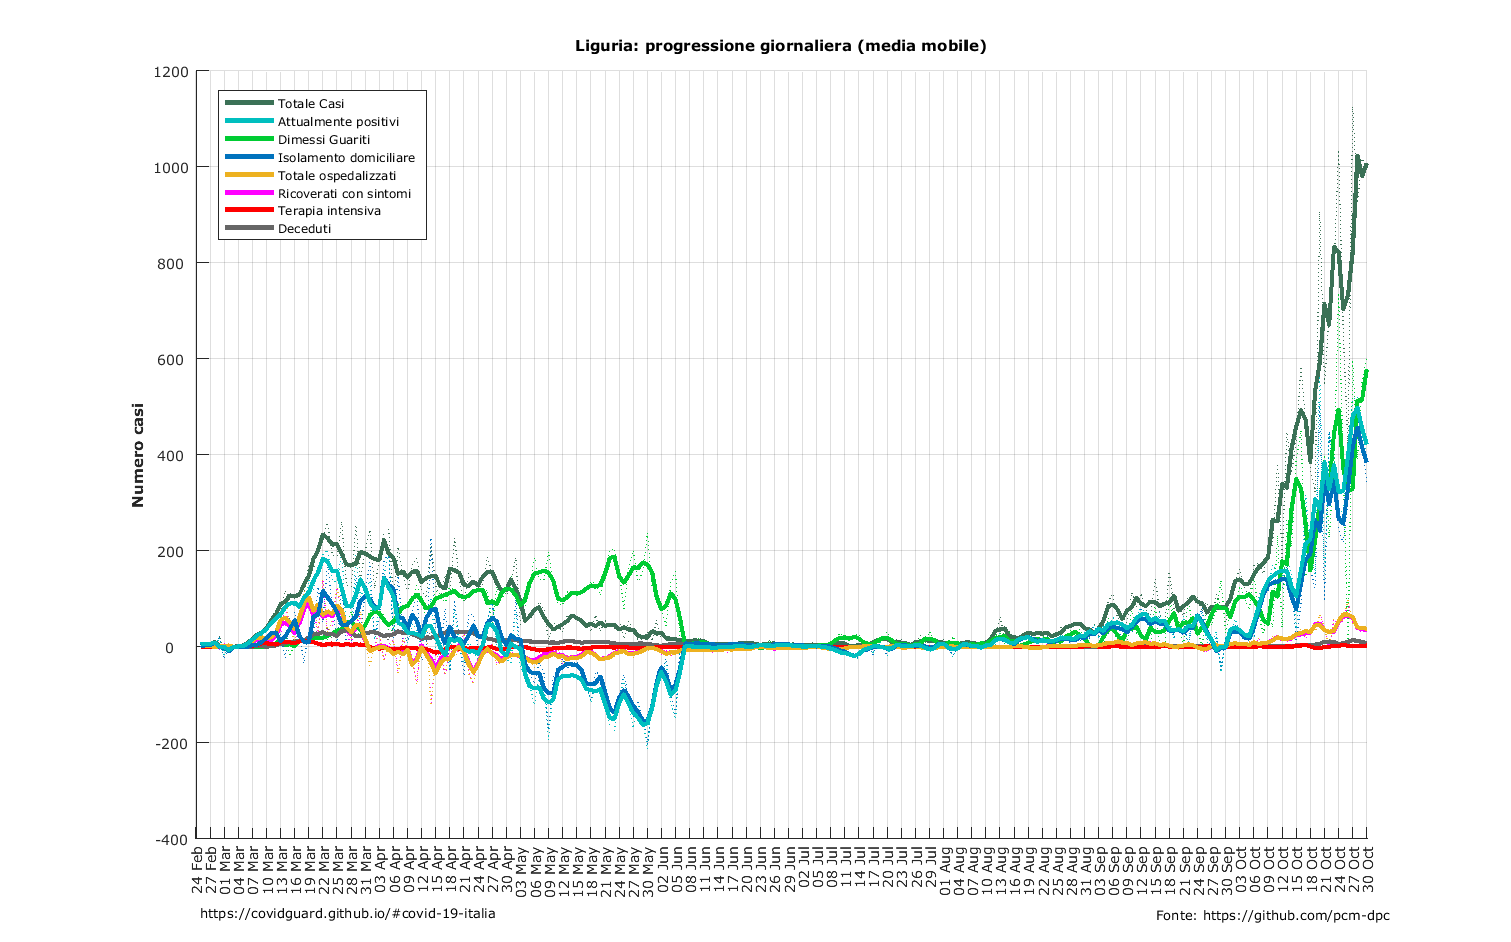 Liguria: progressione giornaliera (media mobile)
1200
1000
800
600
400
200
0
-200
-400
Numero casi
Totale Casi
Attualmente positivi
Dimessi Guariti
Isolamento domiciliare
Totale ospedalizzati
Ricoverati con sintomi
Terapia intensiva
Deceduti
24 Feb
27 Feb
01 Mar
04 Mar
07 Mar
10 Mar
13 Mar
16 Mar
19 Mar
22 Mar
25 Mar
28 Mar
31 Mar
03 Apr
06 Apr
09 Apr
12 Apr
15 Apr
18 Apr
21 Apr
24 Apr
27 Apr
30 Apr
03 May
06 May
09 May
12 May
15 May
18 May
21 May
24 May
27 May
30 May
02 Jun
05 Jun
08 Jun
11 Jun
14 Jun
17 Jun
20 Jun
23 Jun
26 Jun
29 Jun
02 Jul
05 Jul
08 Jul
11 Jul
14 Jul
17 Jul
20 Jul
23 Jul
26 Jul
29 Jul
01 Aug
04 Aug
07 Aug
10 Aug
13 Aug
16 Aug
19 Aug
22 Aug
25 Aug
28 Aug
31 Aug
03 Sep
06 Sep
09 Sep
12 Sep
15 Sep
18 Sep
21 Sep
24 Sep
27 Sep
30 Sep
03 Oct
06 Oct
09 Oct
12 Oct
15 Oct
18 Oct
21 Oct
24 Oct
27 Oct
30 Oct
https://covidguard.github.io/#covid-19-italia
Fonte: https://github.com/pcm-dpc